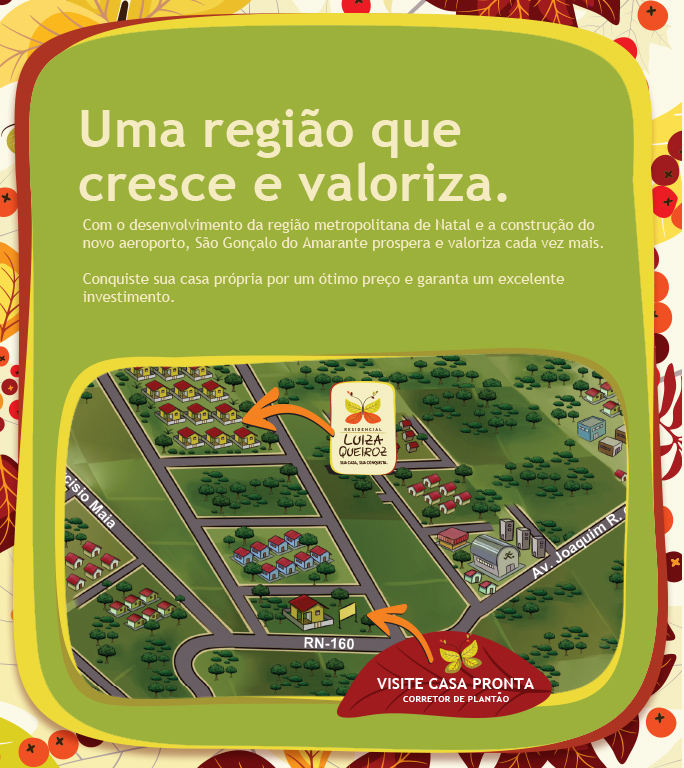 Uma região que
cresce e valoriza.
Com o desenvolvimento da região metropolitana de Natal e a construção do
novo aeroporto, São Gonçalo do Amarante prospera e valoriza cada vez mais.
Conquiste sua casa própria por um ótimo preço e garanta um excelente
investimento.
RESIDENCIAL
LUIZA
QUEIROZ
SUA CASA, SUA CONQUISTA.
Maia
Av. Joaquim R.
RN-160
VISITE CASA PRONTA
CORRETOR DE PLANTÃO